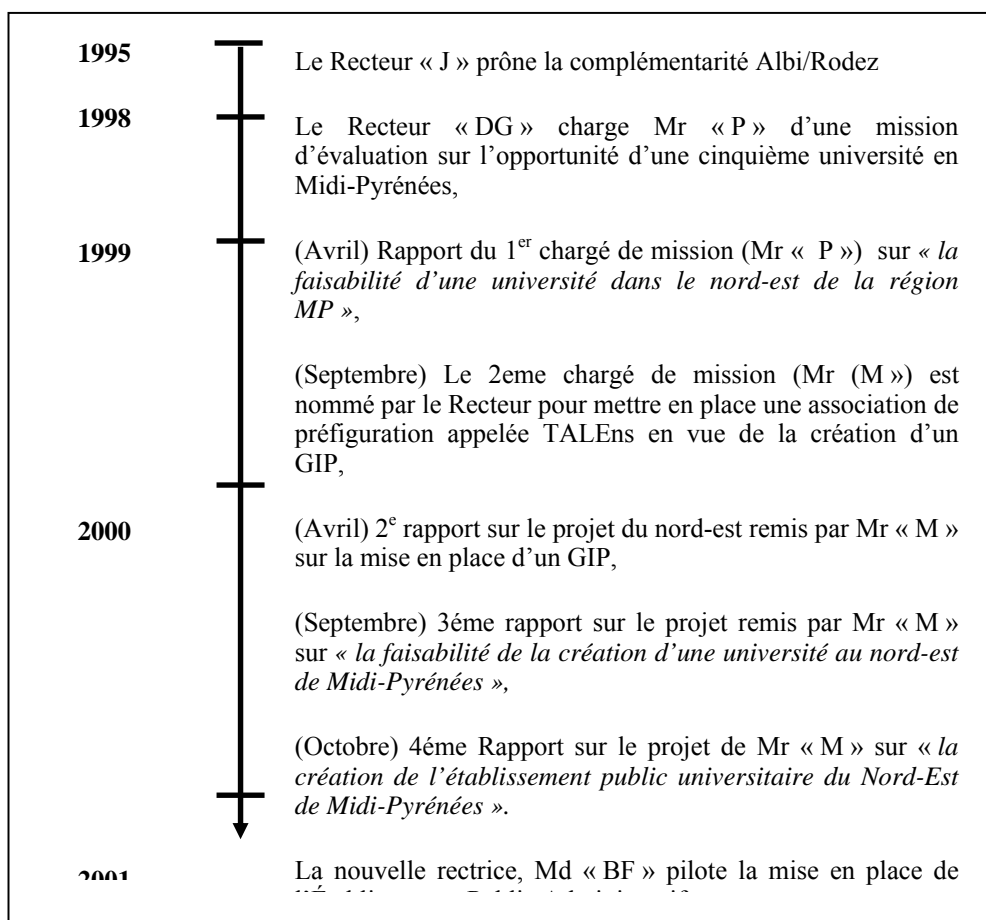 1995
Le Recteur « J » prône la complémentarité Albi/Rodez
1998
Le Recteur « DG » charge Mr « P » d’une mission
d’évaluation sur l’opportunité d’une cinquième université en
Midi-Pyrénées,
1999
(Avril) Rapport du 1er chargé de mission (Mr « P ») sur « la
faisabilité d’une université dans le nord-est de la région
MP »,
(Septembre) Le 2eme chargé de mission (Mr (M ») est
nommé par le Recteur pour mettre en place une association de
préfiguration appelée TALEns en vue de la création d’un
GIP,
2000
(Avril) 2e rapport sur le projet du nord-est remis par Mr « M »
sur la mise en place d’un GIP,
(Septembre) 3éme rapport sur le projet remis par Mr « M »
sur « la faisabilité de la création d’une université au nord-est
de Midi-Pyrénées »,
(Octobre) 4éme Rapport sur le projet de Mr « M » sur « la
création de l’établissement public universitaire du Nord-Est
de Midi-Pyrénées ».
2001
La nouvelle rectrice, Md « BF » pilote la mise en place de